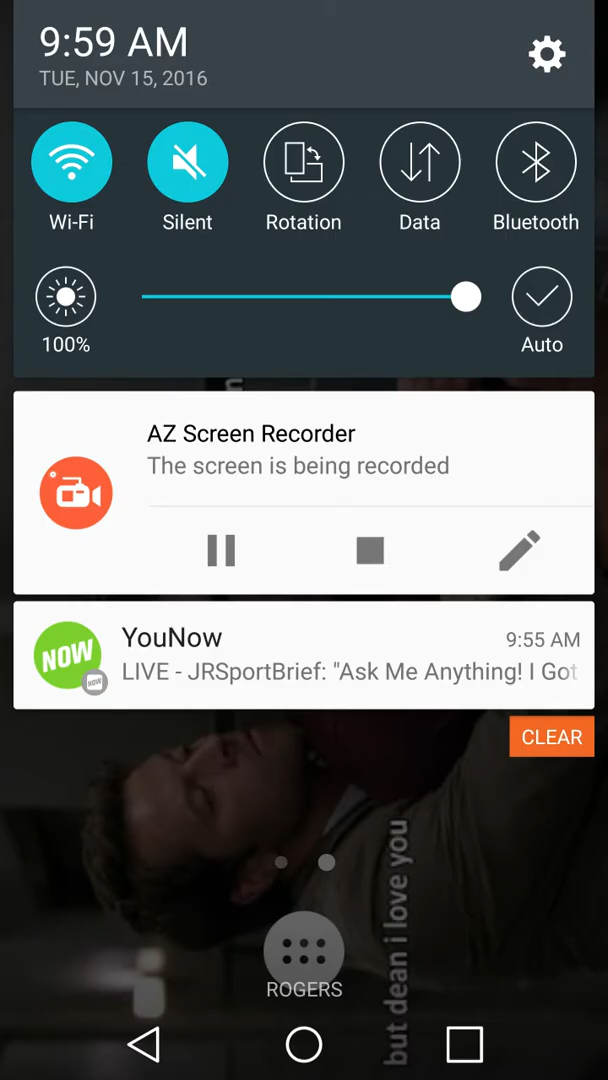 9:59 AM
TUE, NOV 15, 2016
Wi-Fi
Silent
Rotation
Data
Bluetooth
100%
Auto
AZ Screen Recorder
The screen is being recorded
NOW
NOW
YouNow
9:55 AM
LIVE - JRSportBrief: "Ask Me Anything! I Got
CLEAR
but dean i love you
ROGERS